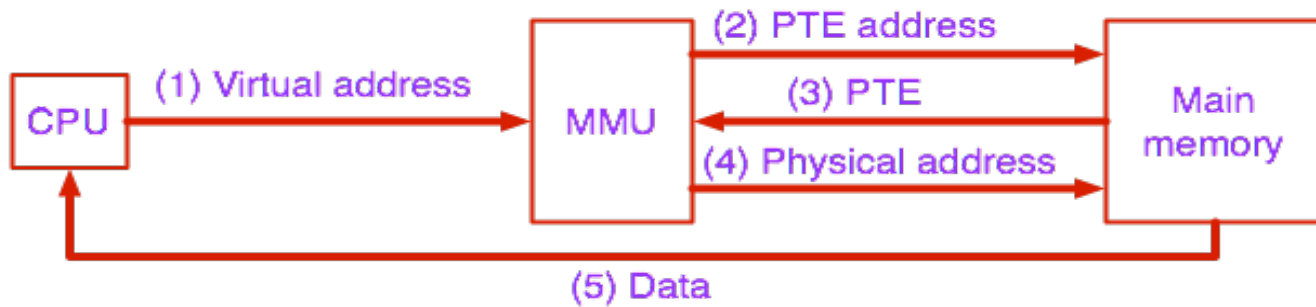 (2) PTE address
(1) Virtual address
(3) PTE
CPU
MMU
Main
memory
(4) Physical address
(5) Data